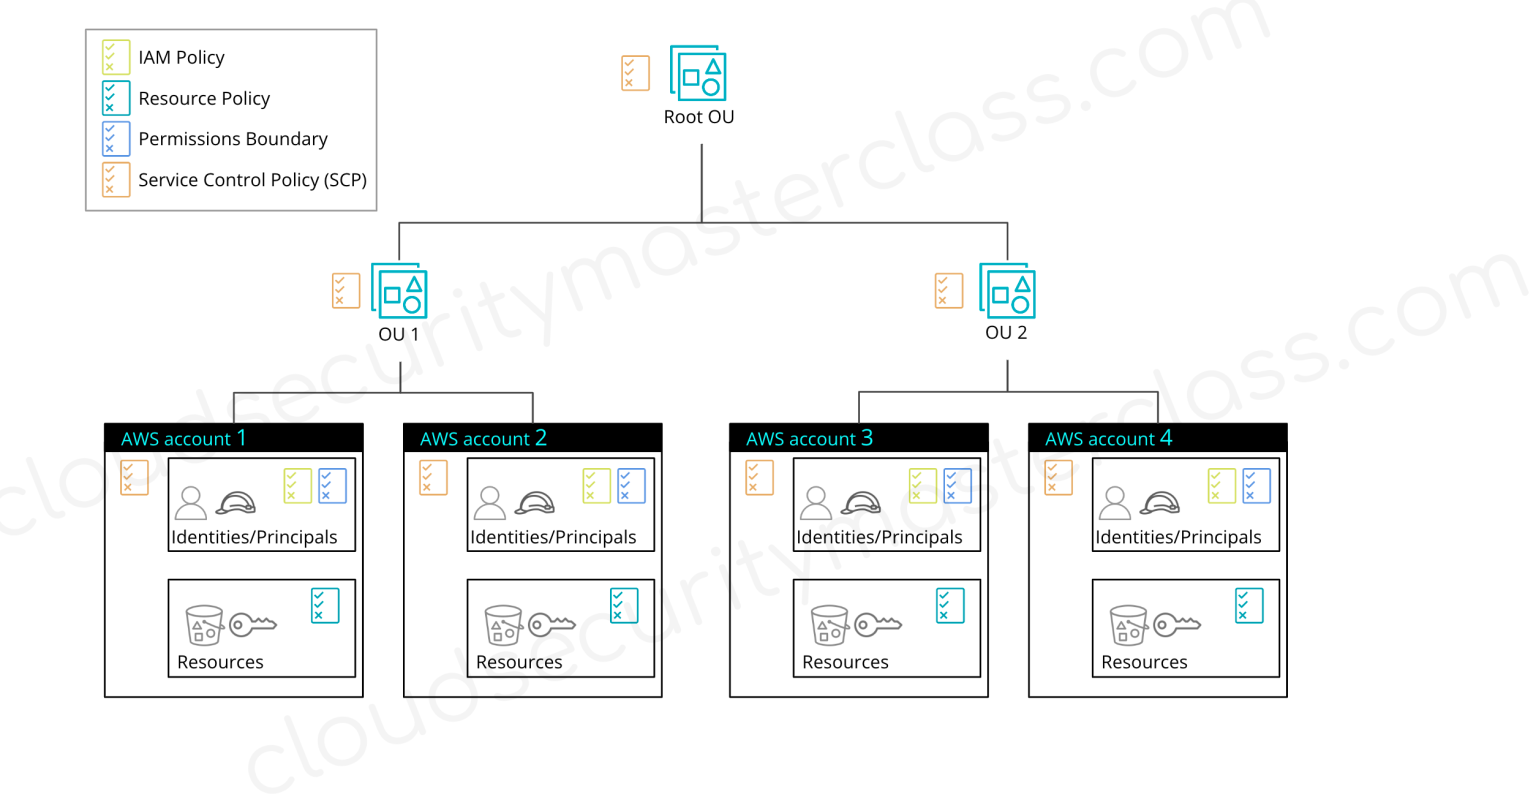 IAM Policy
Resource Policy
Permissions Boundary
Service Control Policy (SCP)
Root OU
OU 1
OU 2
AWS account 1
Identities/Principals
Resources
AWS account 2
Identities/Principals
Resources
AWS account 3
Identities/Principals
Resources
AWS account 4
Identities/Principals
Resources
cloudsecuritymasterclass.com
cloudsecuritymasterclass.com